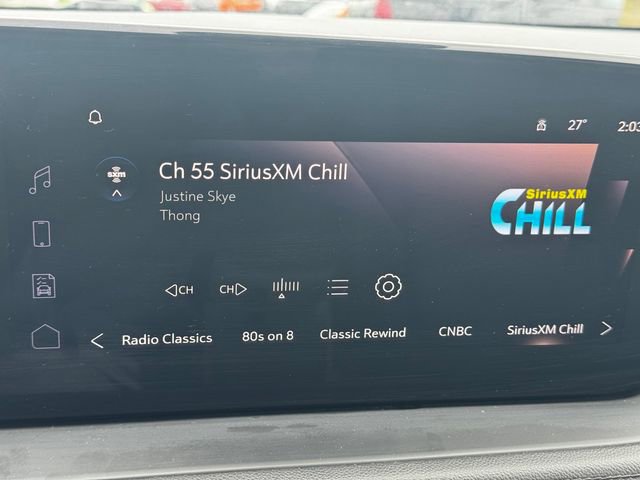 27° 2:03
sxm
Ch 55 SiriusXM Chill
Justine Skye
Thong
SiriusXM
CHILL
CH CH
Radio Classics 80s on 8 Classic Rewind CNBC SiriusXM Chill